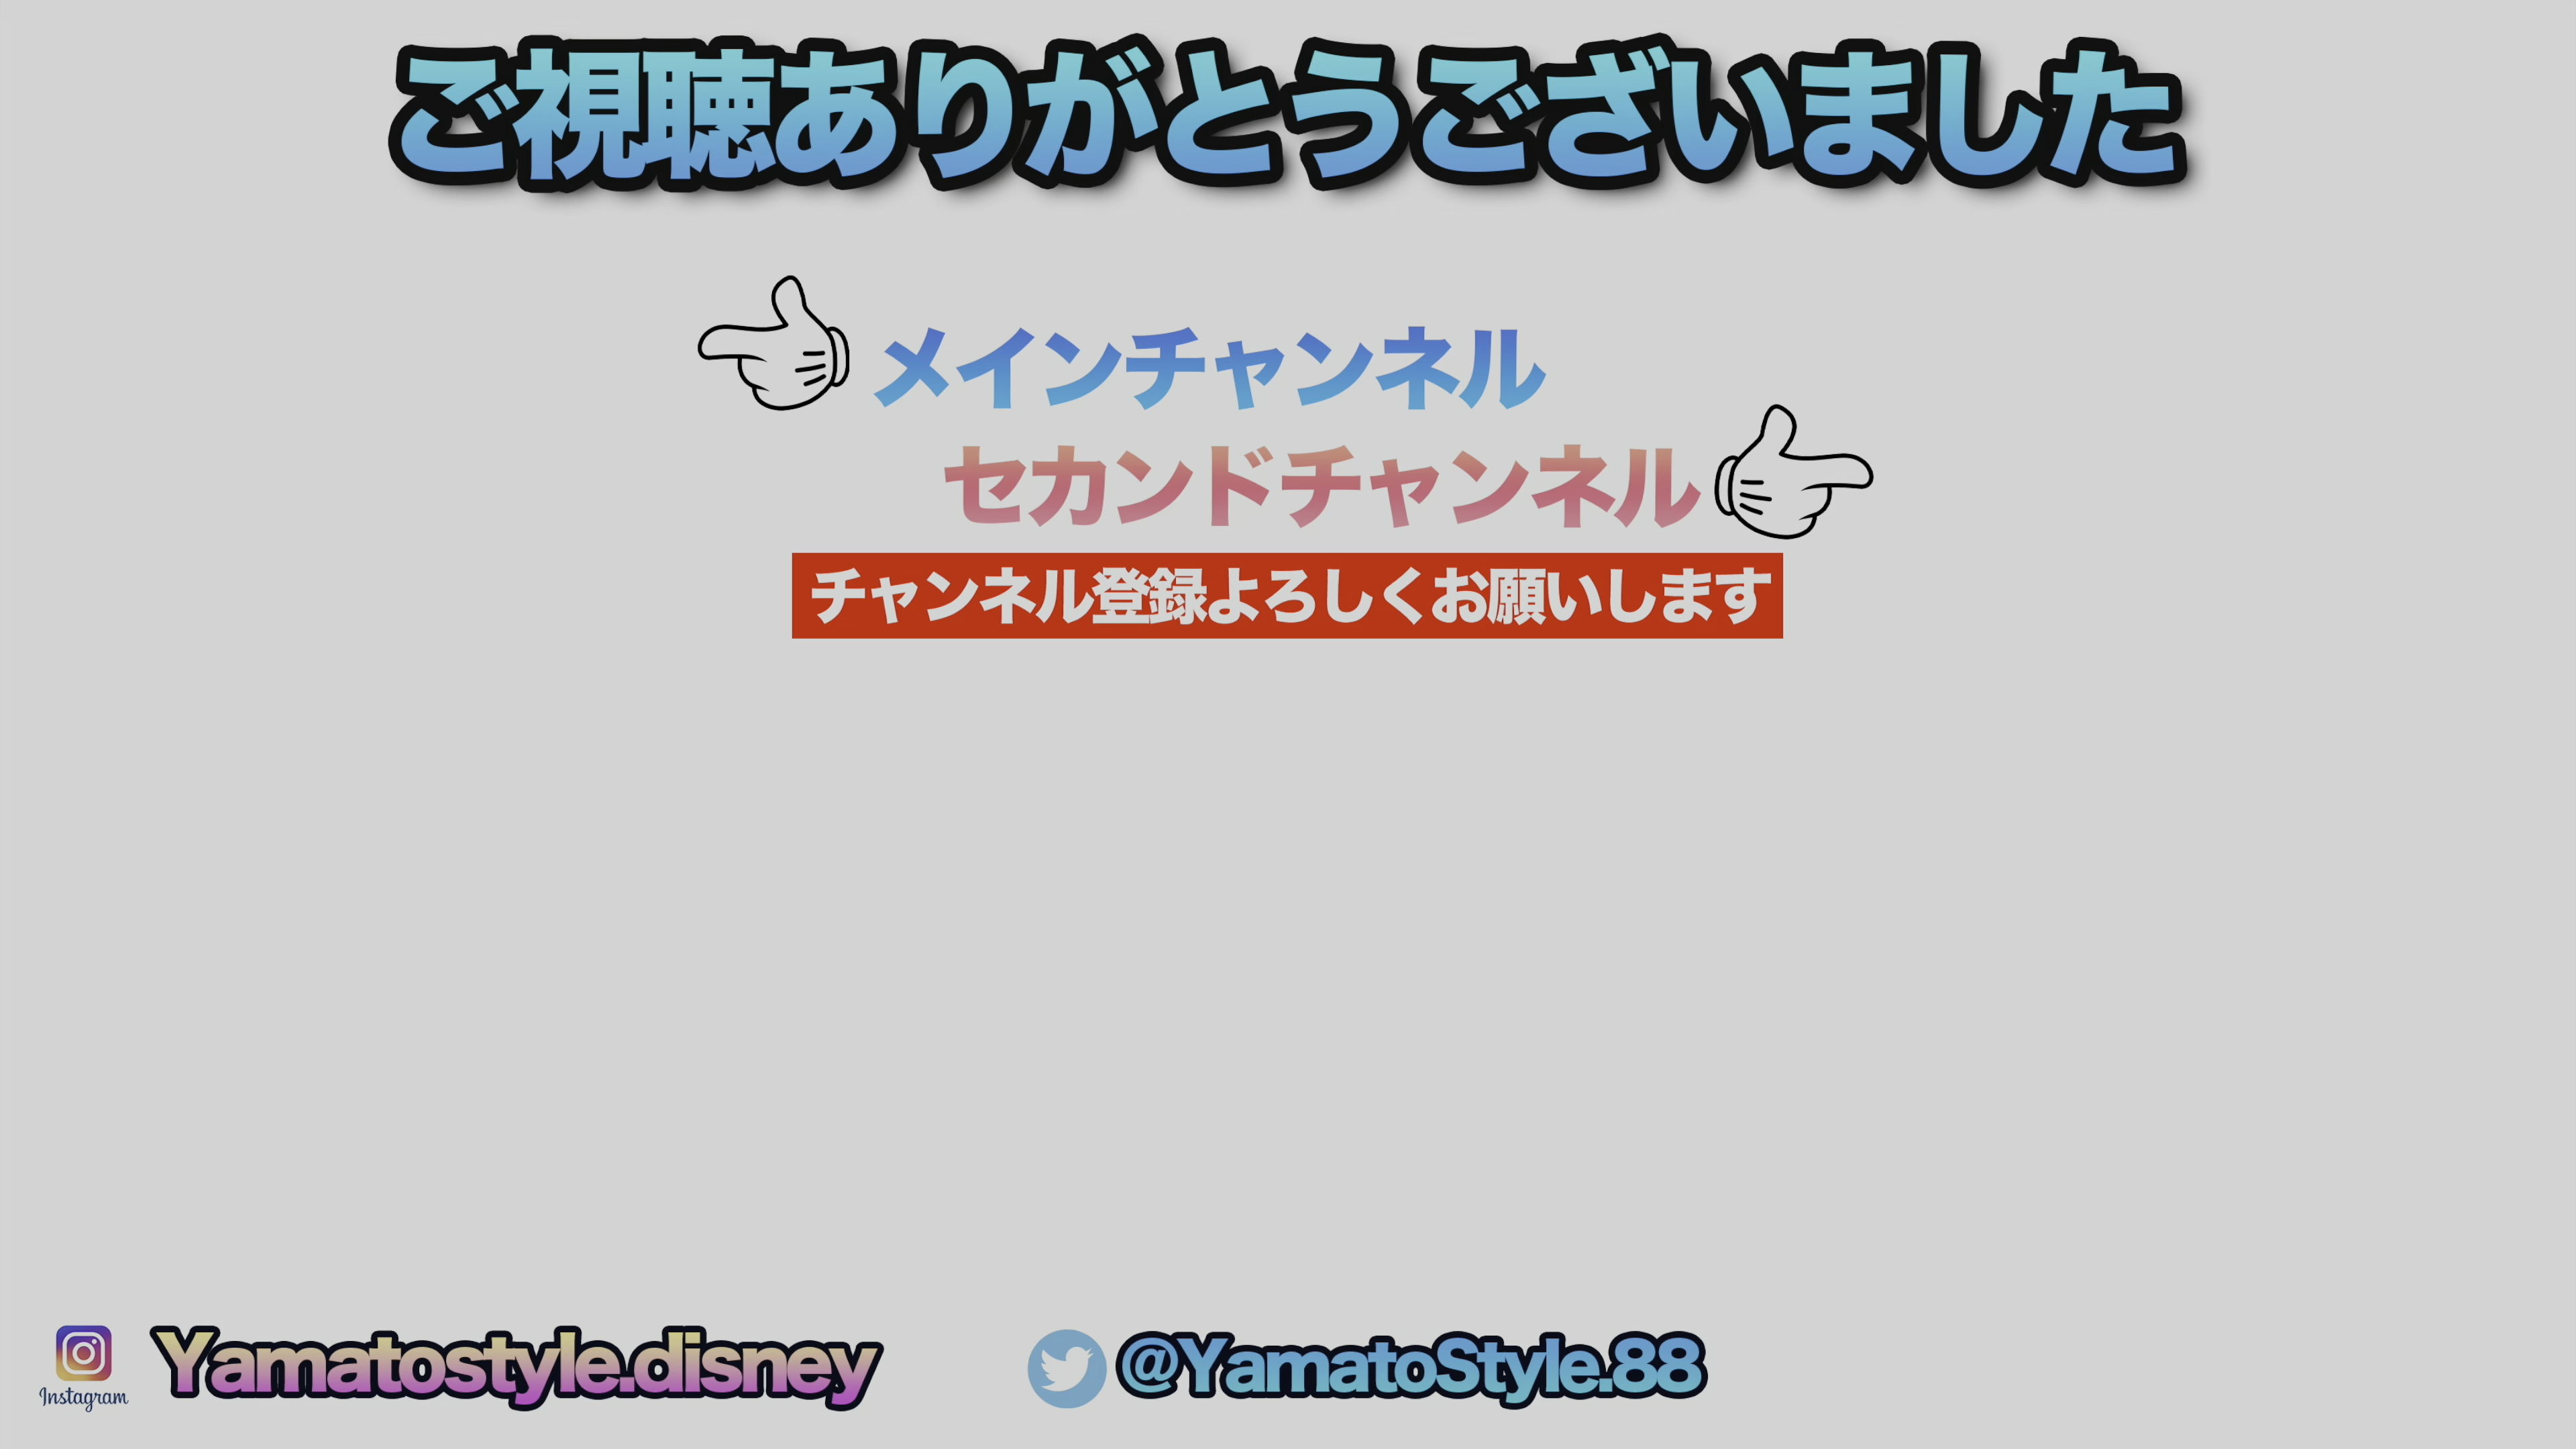 ご視聴ありがとうございました
メインチャンネル
セカンドチャンネル
チャンネル登録よろしくお願いします
Instagram
Yamatostyle.disney
@YamatoStyle.88